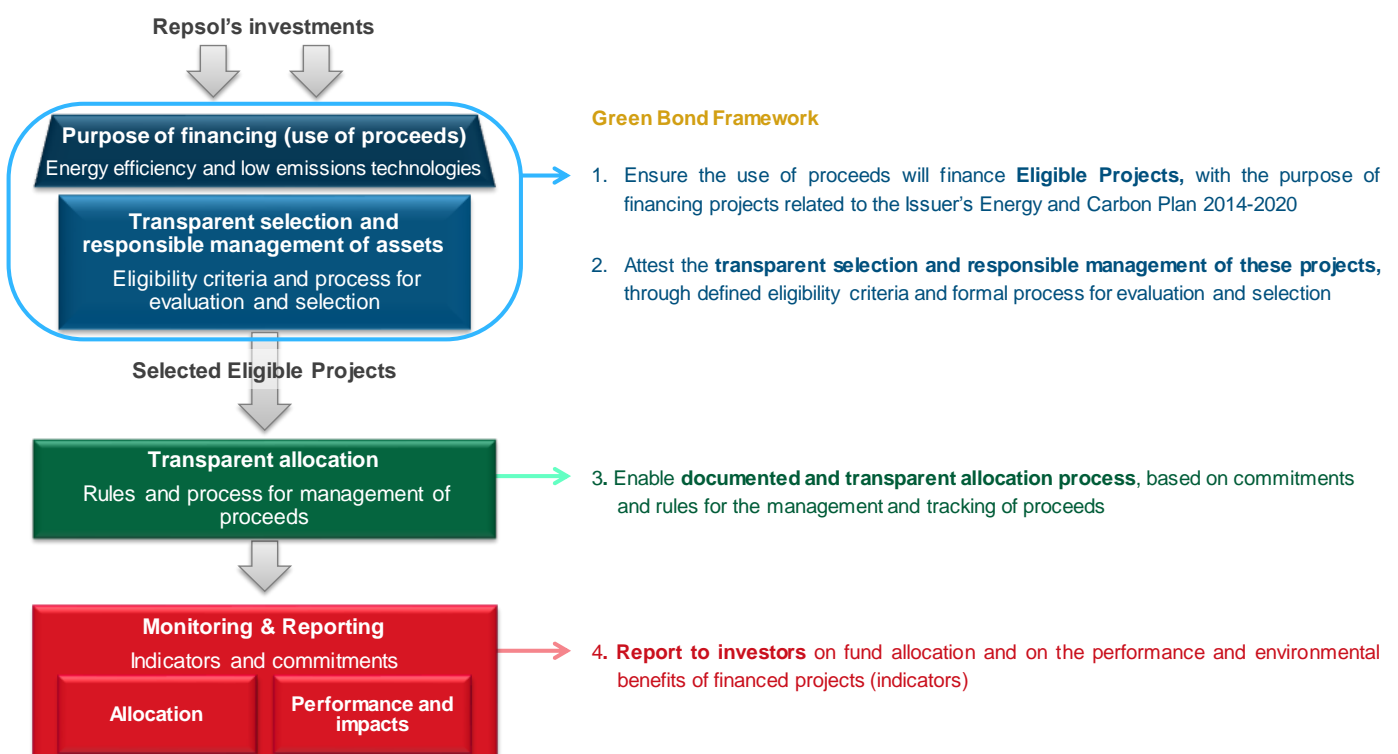 Repsol's investments
Purpose of financing (use of proceeds)
Energy efficiency and low emissions technologies
Transparent selection and
responsible management of assets
Eligibility criteria and process for
evaluation and selection
Selected Eligible Projects
Transparent allocation
Rules and process for management of
proceeds
Monitoring & Reporting
Indicators and commitments
Allocation
Performance and
impacts
Green Bond Framework
1. Ensure the use of proceeds will finance Eligible Projects, with the purpose of
financing projects related to the Issuer's Energy and Carbon Plan 2014-2020
2. Attest the transparent selection and responsible management of these projects,
through defined eligibility criteria and formal process for evaluation and selection
3. Enable documented and transparent allocation process, based on commitments
and rules for the management and tracking of proceeds
4. Report to investors on fund allocation and on the performance and environmental
benefits of financed projects (indicators)